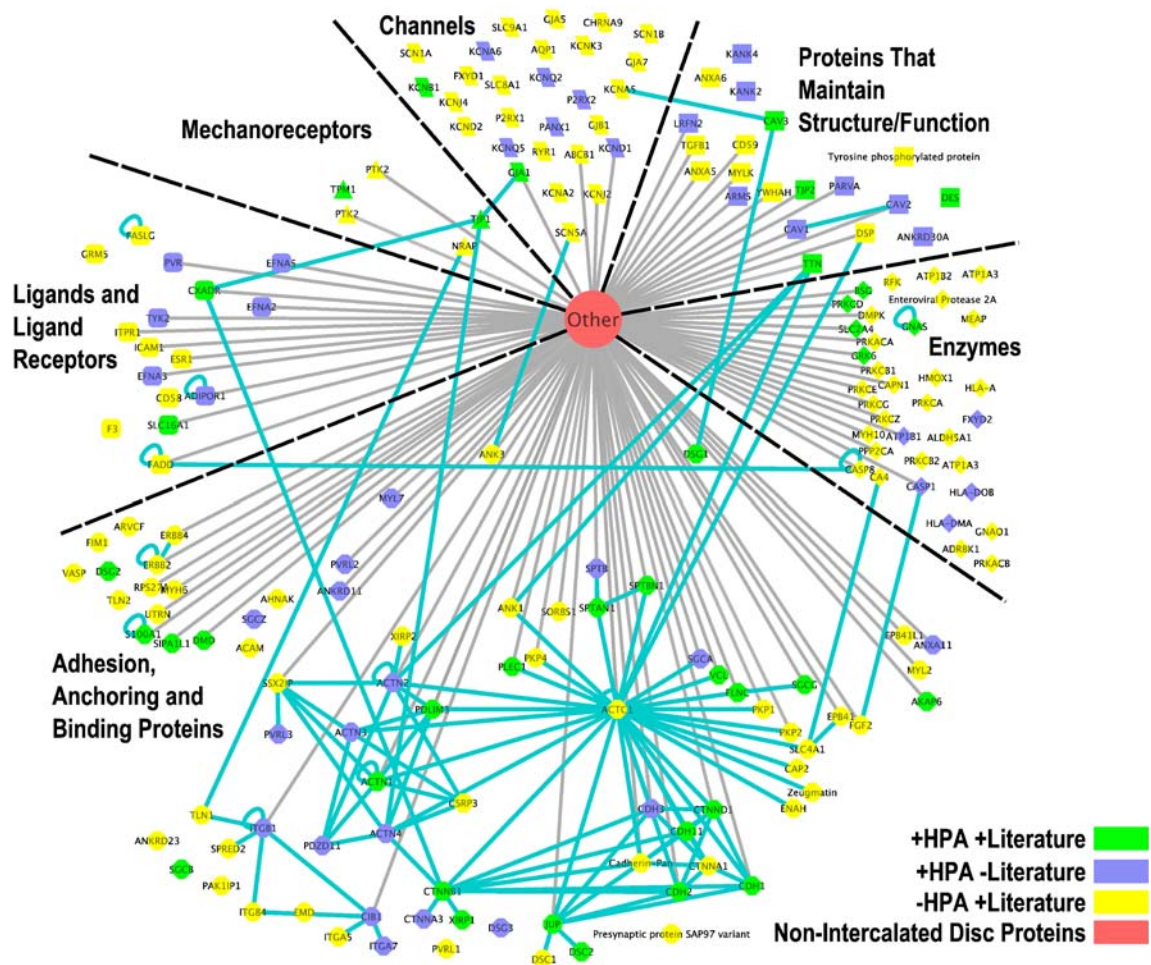 Channels
SLC9A1
GJA5
CHRNA9
SCN1B
SCN1A
KCNA6
AQP1
KCNK3
GJA7
KCNB1
FXYD1
SLC8A1
KCNQ2
KCNA5
KCNJ4
P2RX2
KCND2
P2RX1
PANX1
GJB1
KCNQ5
RYR1
ABCB1
KCND1
GJA1
KCNA2
KCNJ2
SCN5A
Proteins That
Maintain
Structure/Function
KANK4
ANXA6
KANK2
CAV3
LRFN2
TGFB1
CD59
Tyrosine phosphorylated protein
ANXA5
MYLK
ARMS
YWHAH
TJP2
PARVA
DES
CAV2
CAV1
DSP
ANKRD30A
TTN
Mechanoreceptors
PTK2
TPM1
PTK2
TJP1
NRAP
Other
Ligands and
Ligand
Receptors
FASLG
GRM5
PVR
EFNA5
CXADR
EFNA2
TYK2
ITPR1
ICAM1
ESR1
EFNA3
CD58
ADIPOR1
F3
SLC16A1
FADD
Enzymes
BSG
RFK
ATP1B2
ATP1A3
PRKCD
Enteroviral Protease 2A
DMPK
MEAP
SLC2A4
GNAS
PRKACA
GRK6
PRKCB1
HMOX1
PRKCE
CAPN1
HLA-A
PRKCG
PRKCA
PRKCZ
FXYD2
MYH10
ATP1B1
ALDH5A1
PPP2CA
PRKCB2
ATP1A3
CASP8
CA4
CASP1
HLA-DOB
HLA-DMA
GNAO1
ADRBK1
PRKACB
Adhesion,
Anchoring and
Binding Proteins
ANK3
DSG1
MYL7
ARVCF
FIM1
ERBB4
VASP
DSG2
ERBB2
RPS27A
MYH6
TLN2
UTRN
S100A1
SIPA1L1
DMD
PVRL2
ANKRD11
AHNAK
SGCZ
ACAM
SPTB
SPTBN1
ANK1
SORBS1
SPTAN1
XIRP2
PLEC1
PKP4
SSX2IP
ACTN2
SGCA
VCL
FLNC
SGCG
EPB41L1
ANXA11
MYL2
AKAP6
PDLIM3
ACTC1
PKP1
PVRL3
ACTN3
PKP2
EPB41
FGF2
SLC4A1
CAP2
ACTN1
Zeugmatin
ENAH
CSRP3
TLN1
ITGB1
PDZD11
ACTN4
CDH3
CTNND1
CDH11
ANKRD23
SPRED2
Cadherin-Pan
CTNNA1
SGCB
PAK1IP1
CTNNB1
CDH2
CDH1
ITGB4
EMD
CIB1
CTNNA3
XIRP1
DSG3
JUP
ITGA5
ITGA7
PVRL1
Presynaptic protein SAP97 variant
DSC1
DSC2
+HPA +Literature
+HPA -Literature
-HPA +Literature
Non-Intercalated Disc Proteins